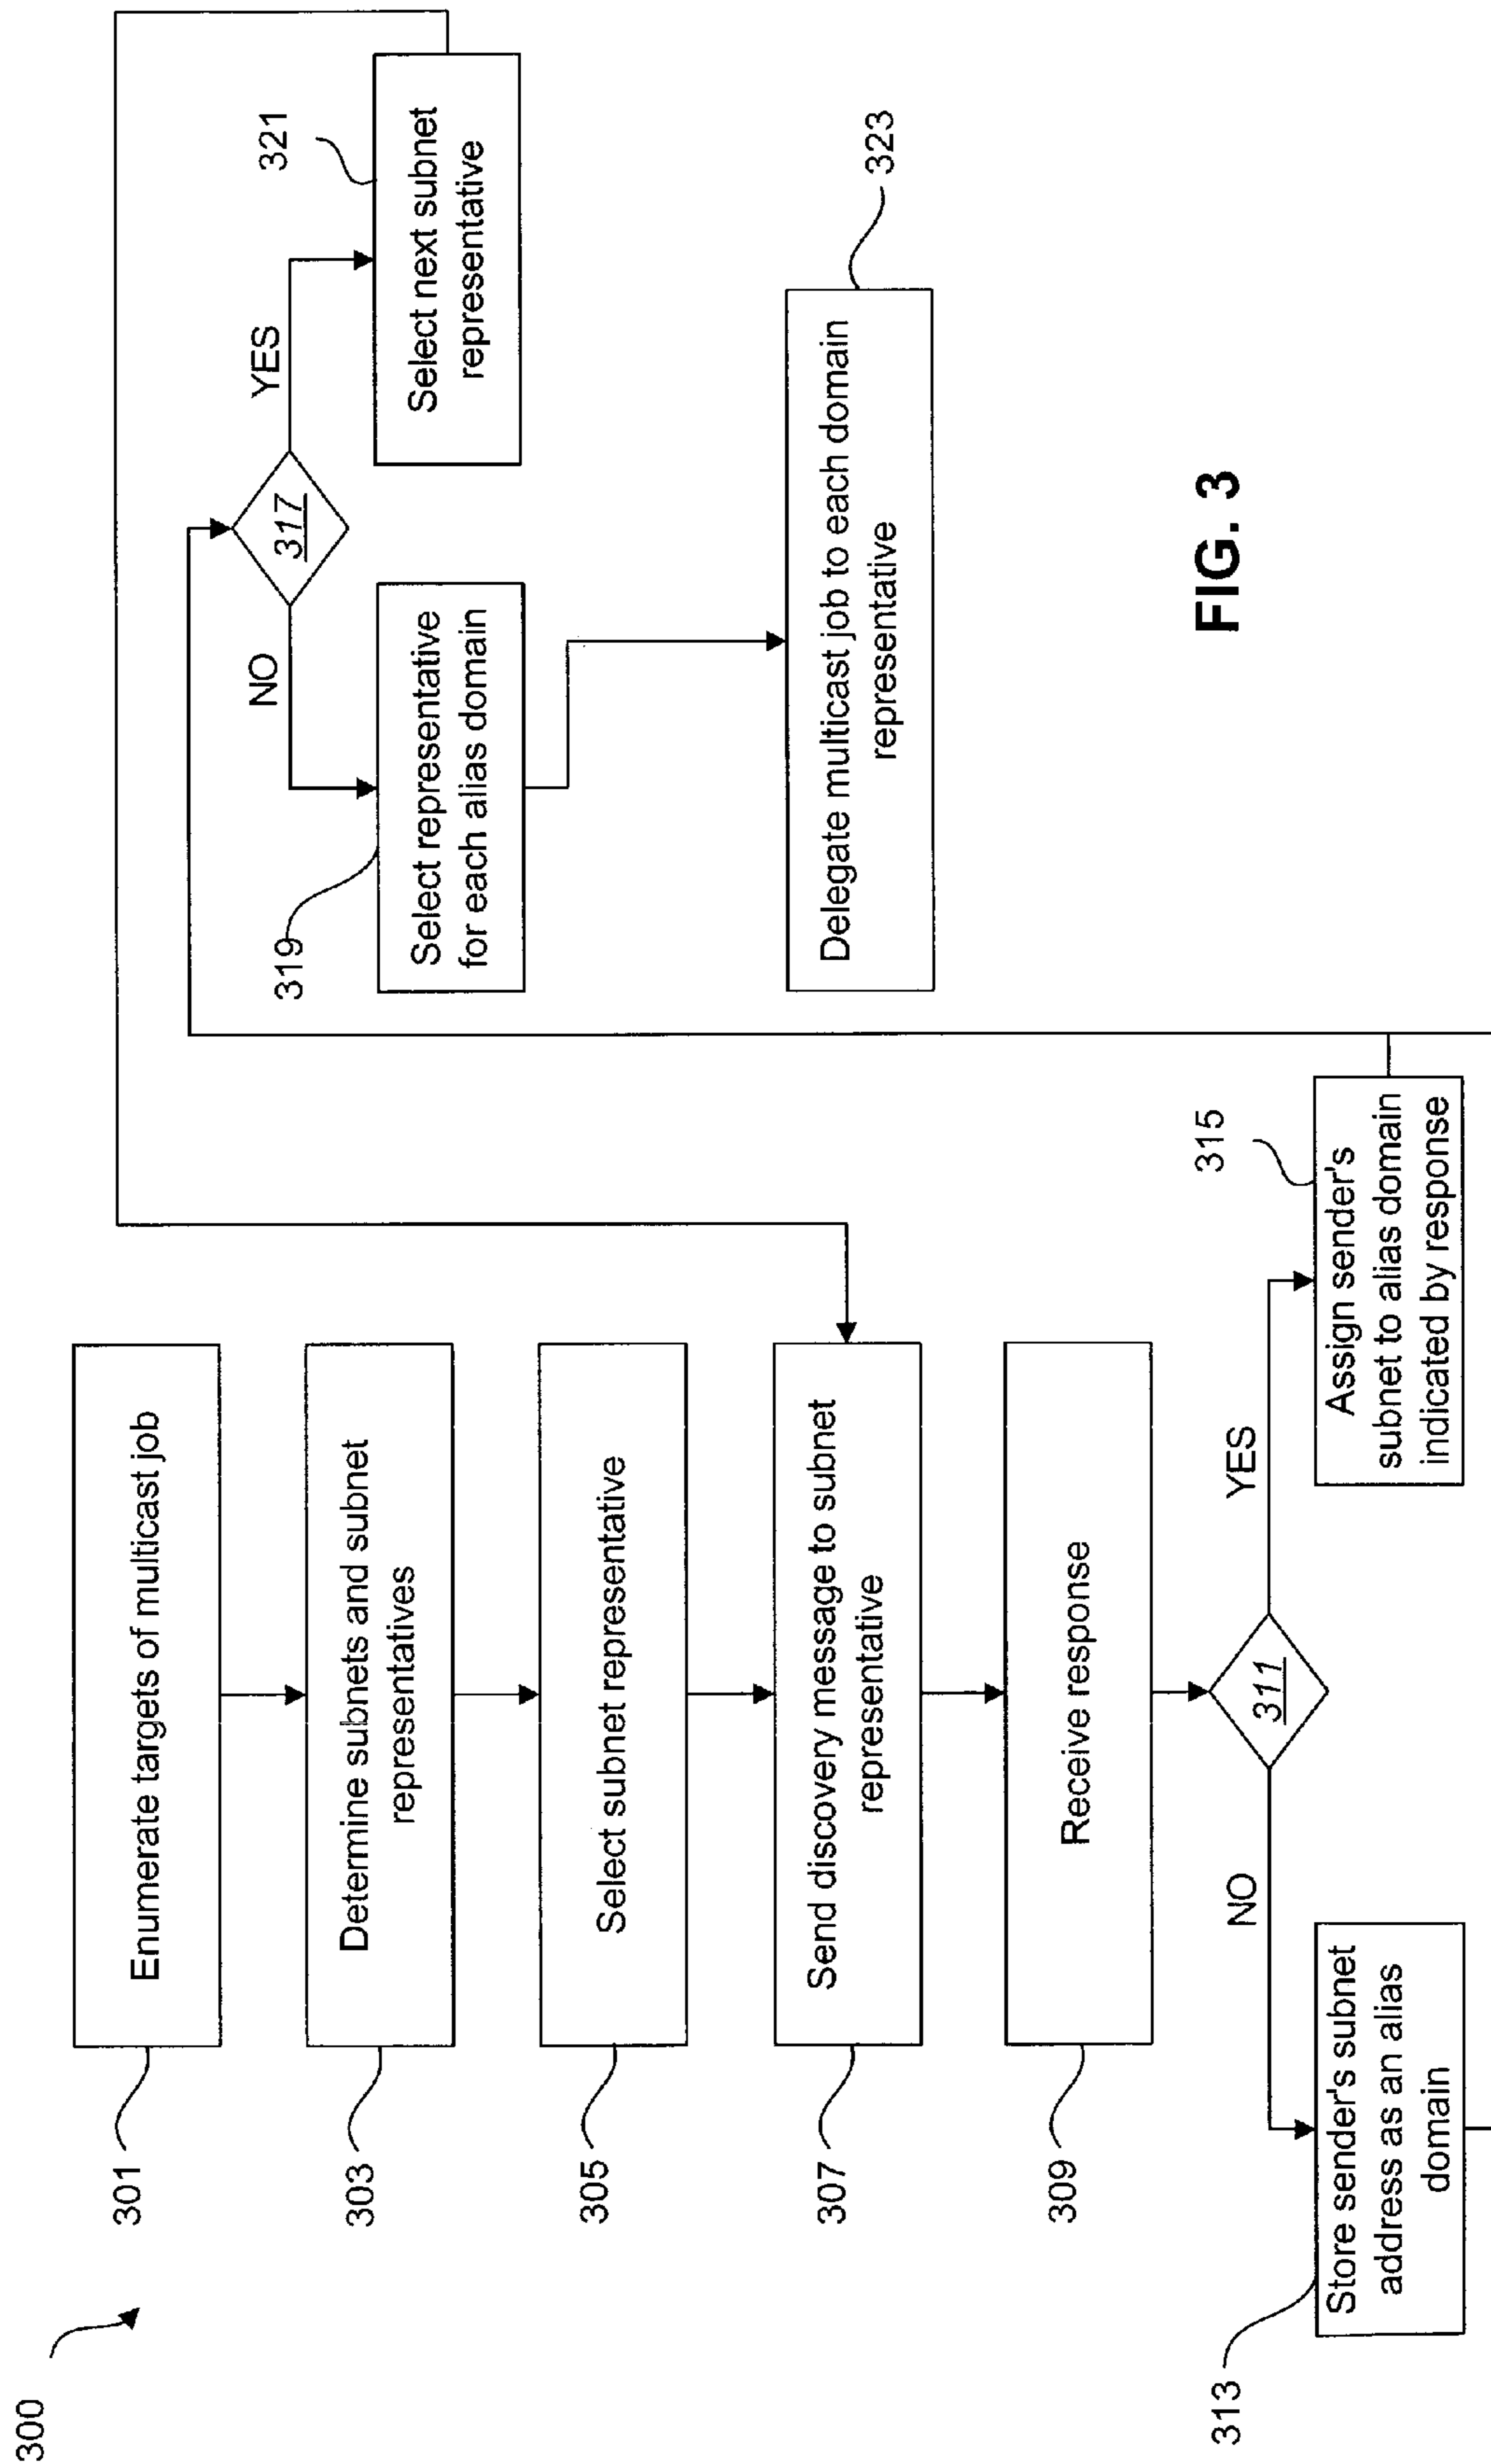 300
301
Enumerate targets of multicast job
303
Determine subnets and subnet
representatives
305
Select subnet representative
307
Send discovery message to subnet
representative
309
Receive response
311
NO
YES
313
Store sender's subnet
address as an alias
domain
315
Assign sender's
subnet to alias domain
indicated by response
317
NO
YES
319
Select representative
for each alias domain
321
Select next subnet
representative
323
Delegate multicast job to each domain
representative
FIG. 3